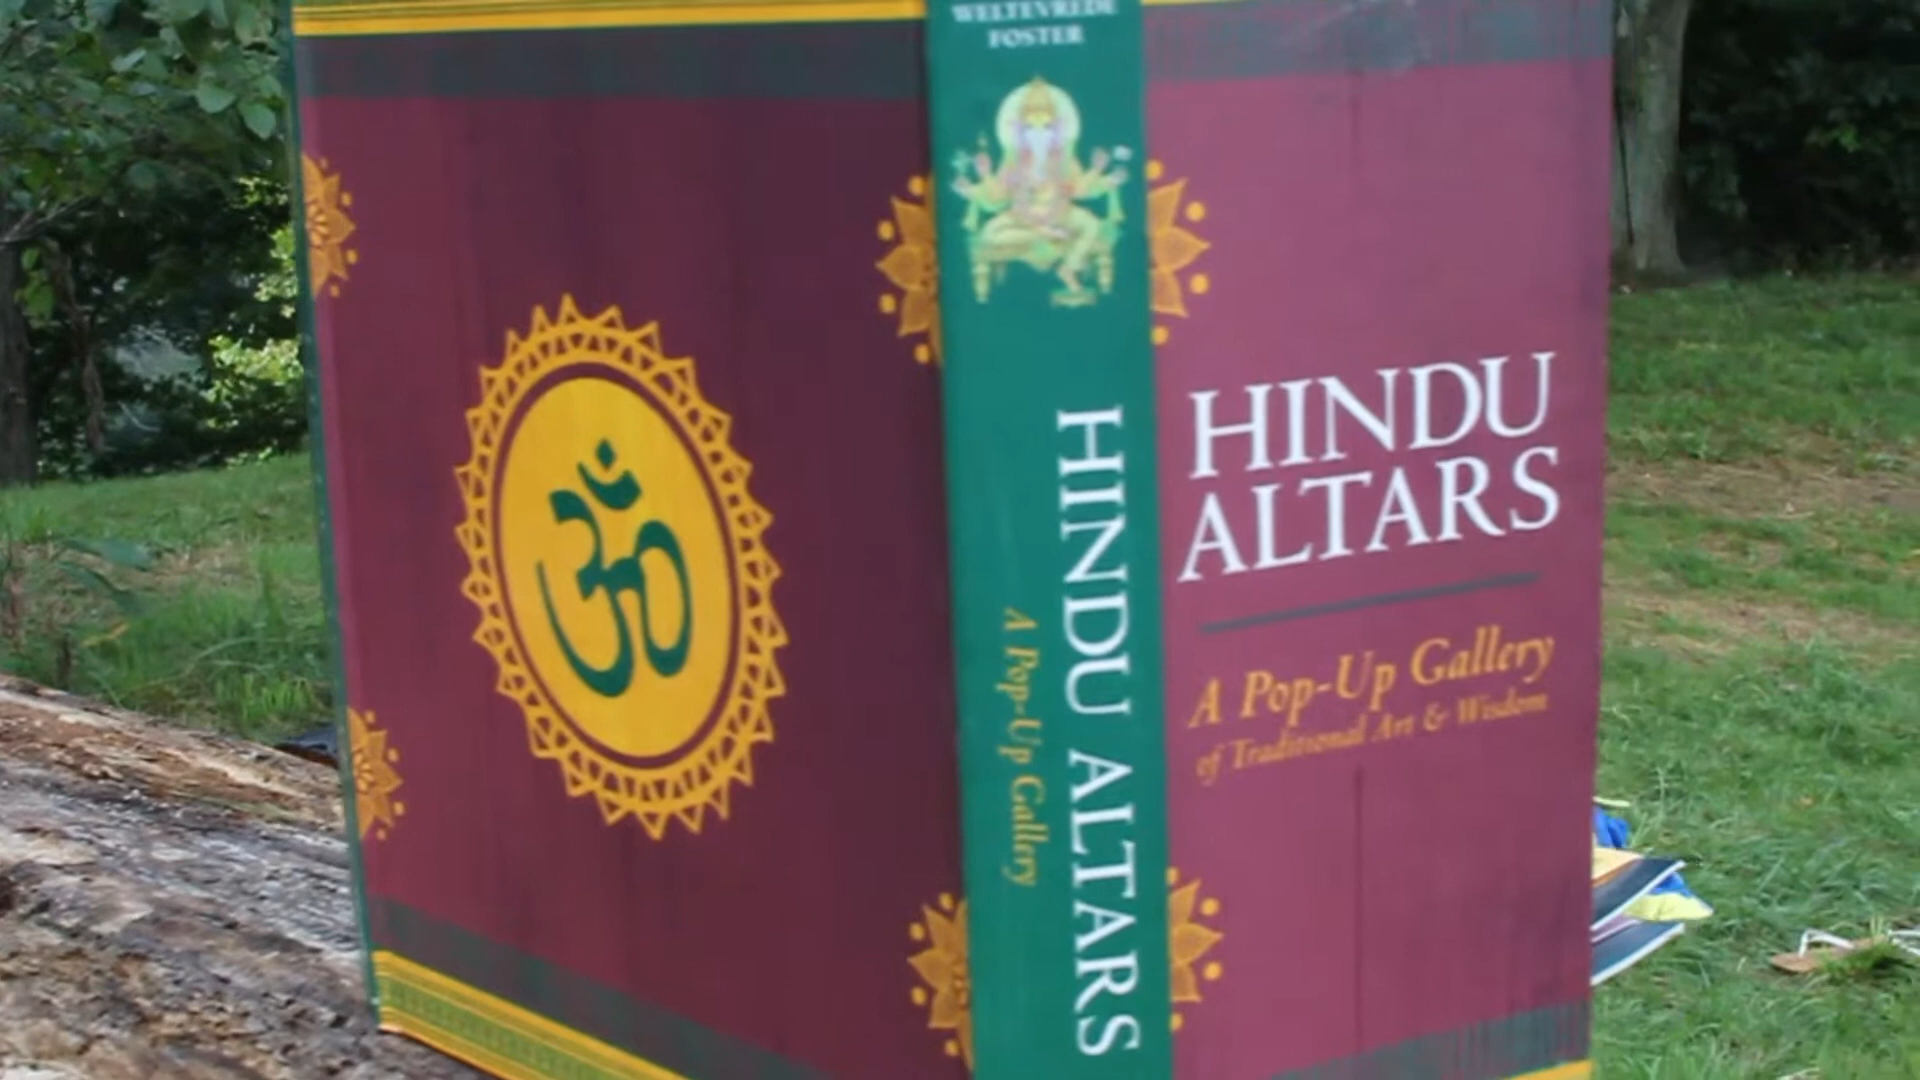 ॐ
WELTEVREDE
FOSTER
HINDU ALTARS
A Pop-Up Gallery
HINDU
ALTARS
A Pop-Up Gallery
of Traditional Art & Wisdom